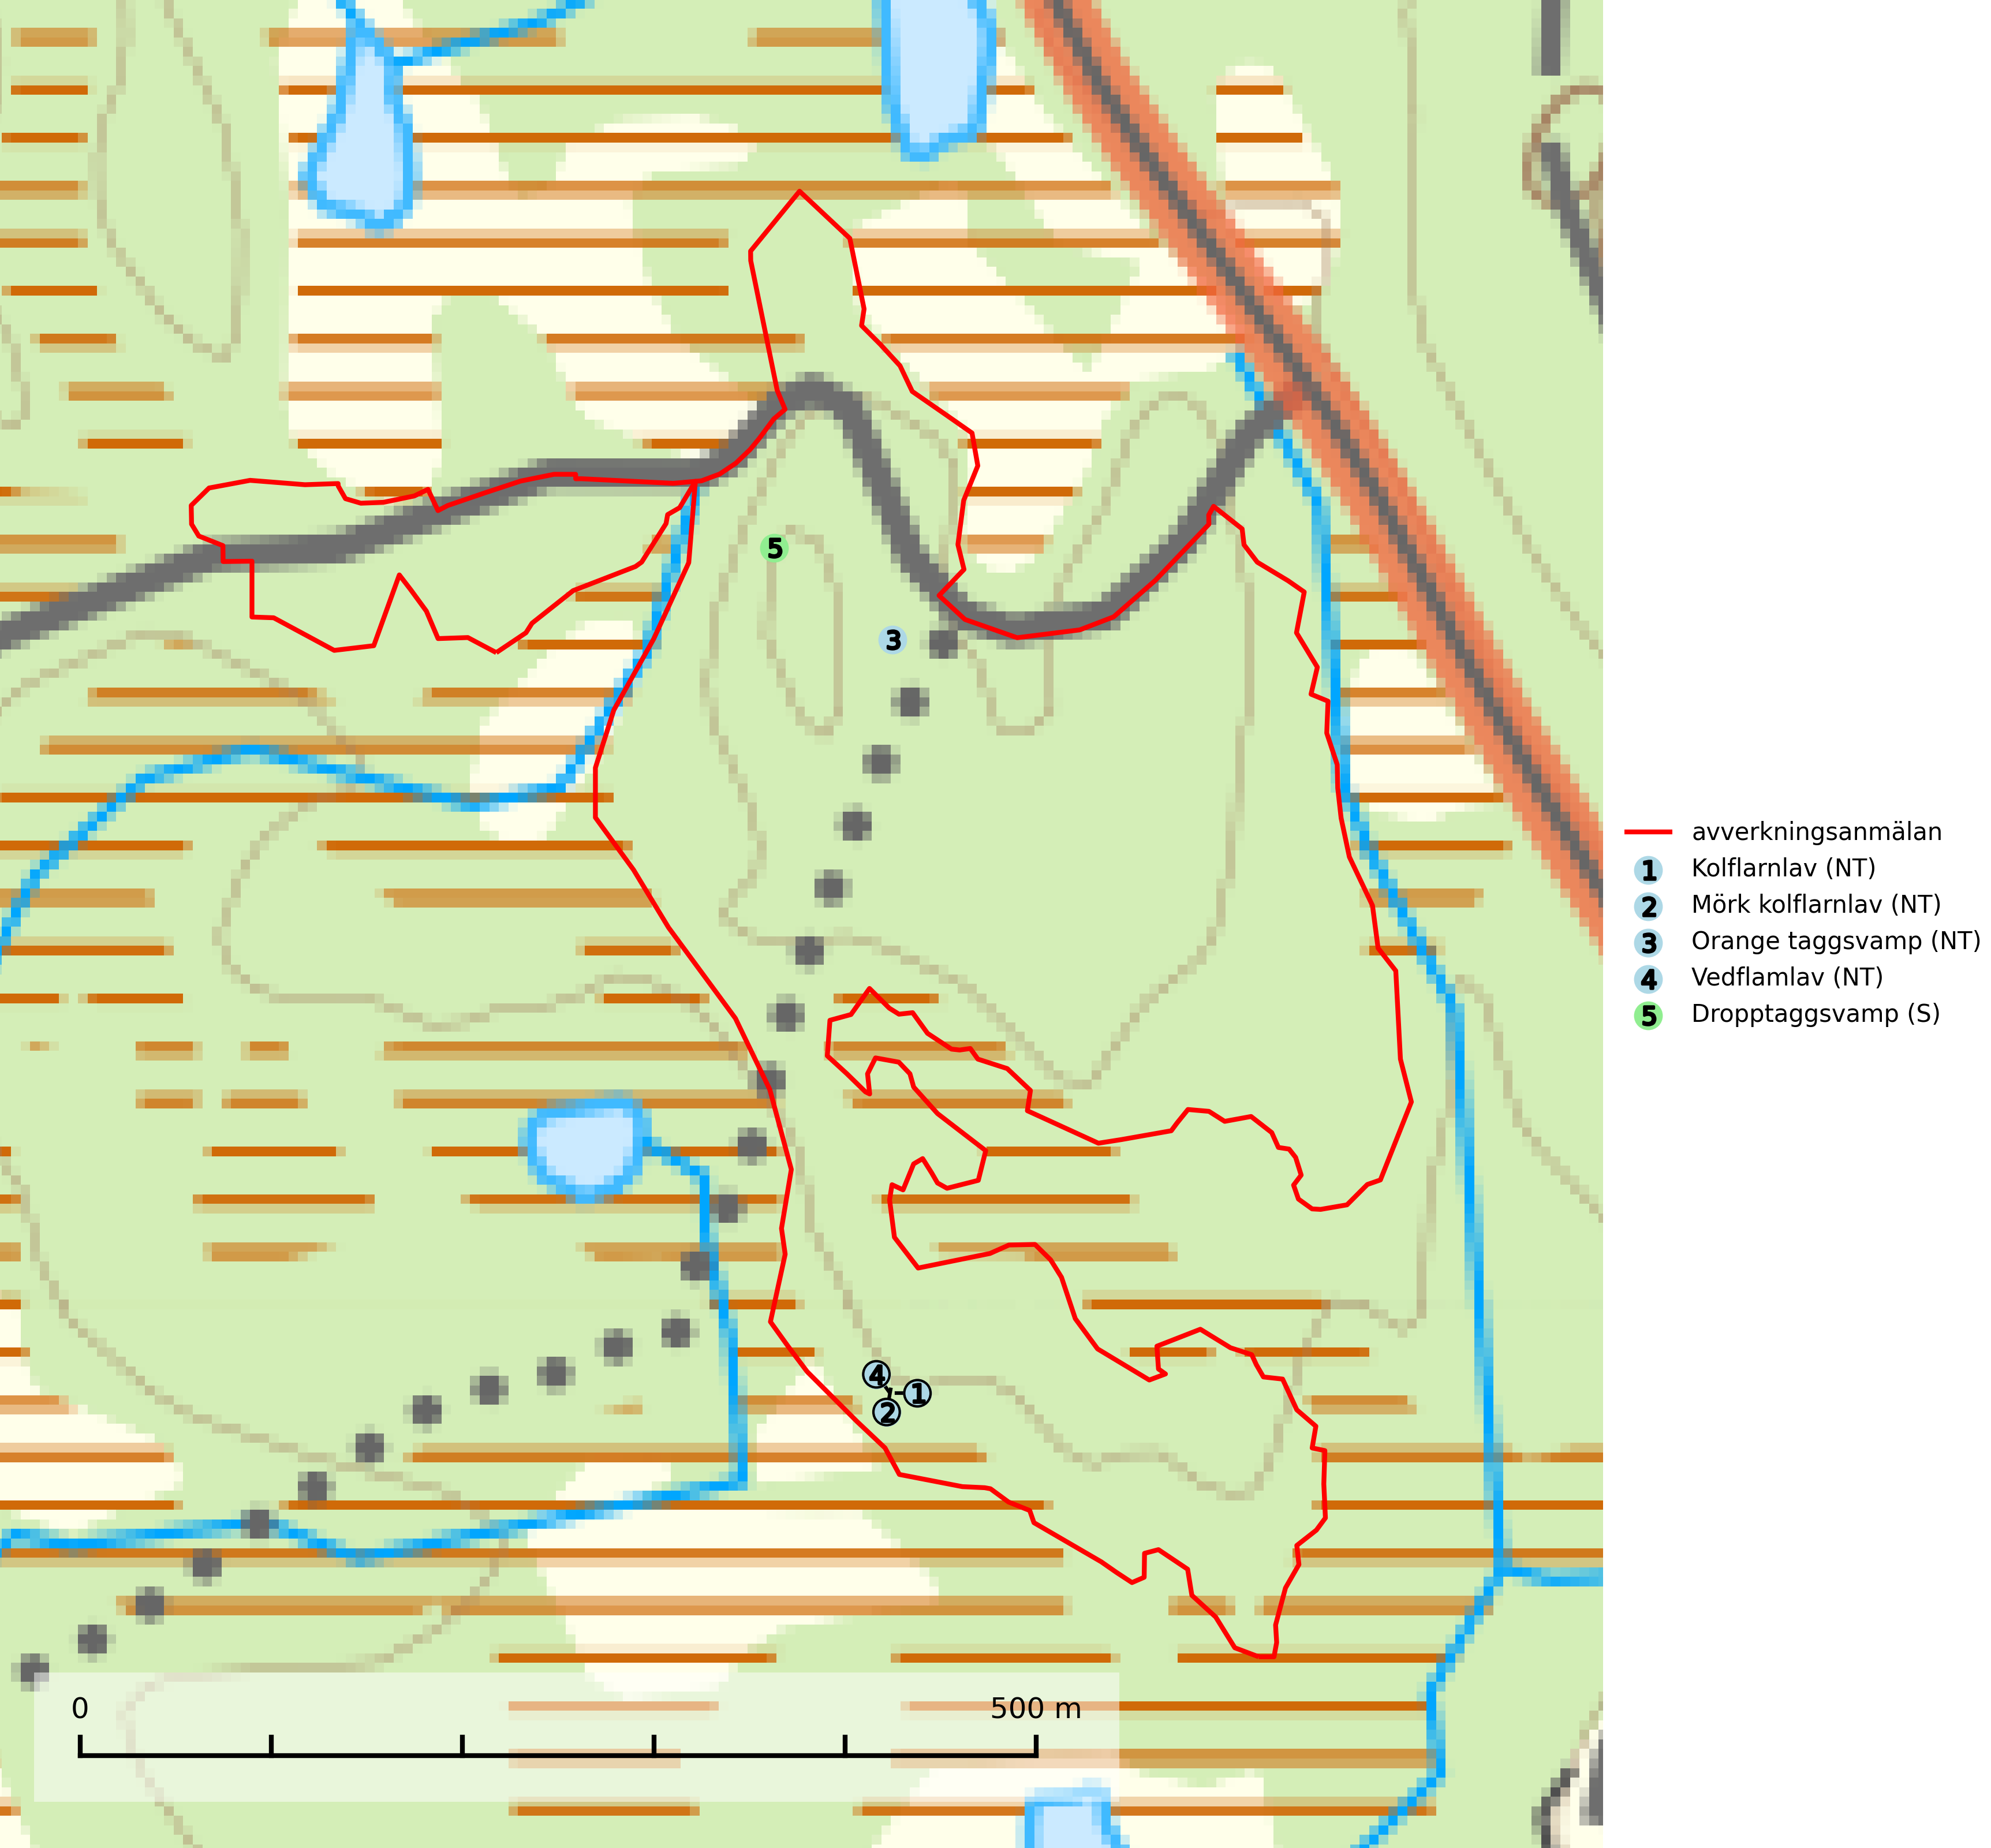 5
3
avverkningsanmälan
1 Kolflarnlav (NT)
2 Mörk kolflarnlav (NT)
3 Orange taggsvamp (NT)
4 Vedflamlav (NT)
5 Dropptaggsvamp (S)
4
1
2
0 500 m